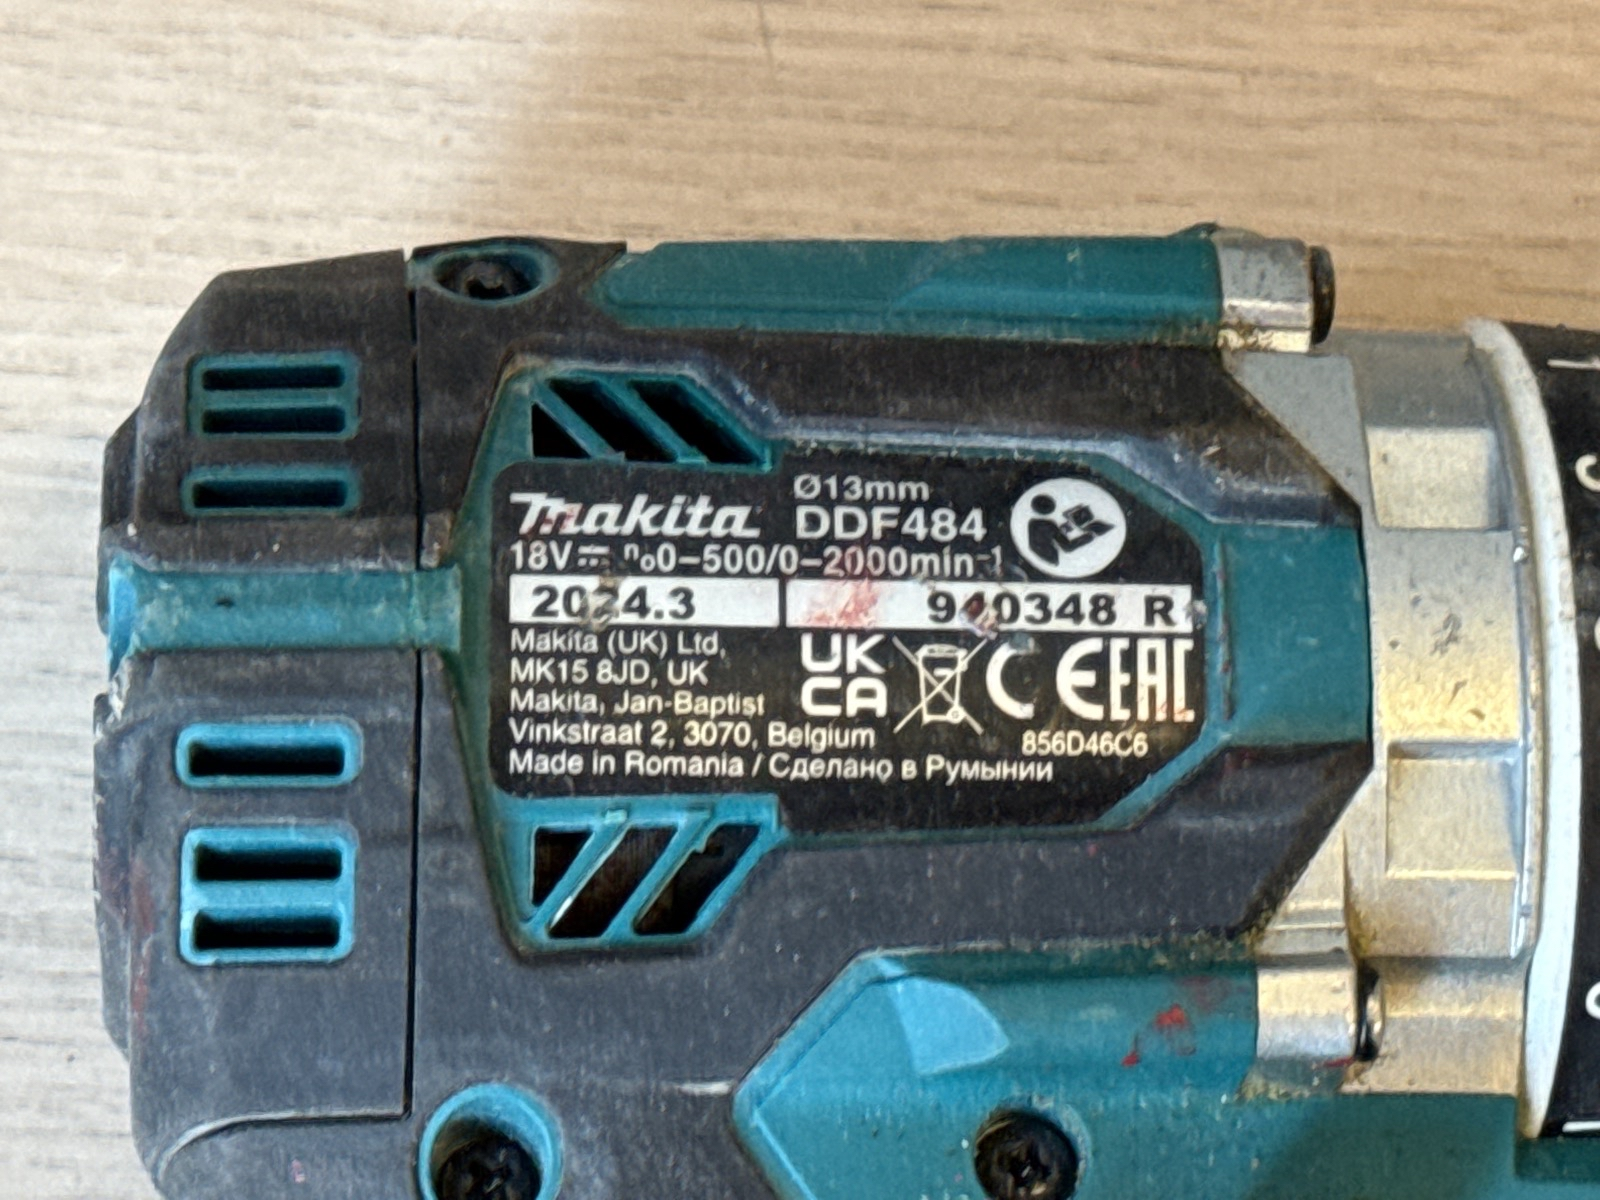 makita
Ø13mm
DDF484
18V⎓ n₀0-500/0-2000min⁻¹
2024.3 940348 R
Makita (UK) Ltd,
MK15 8JD, UK
Makita, Jan-Baptist
Vinkstraat 2, 3070, Belgium
Made in Romania / Сделано в Румынии
UK
CA
CE
EAC
856D46C6